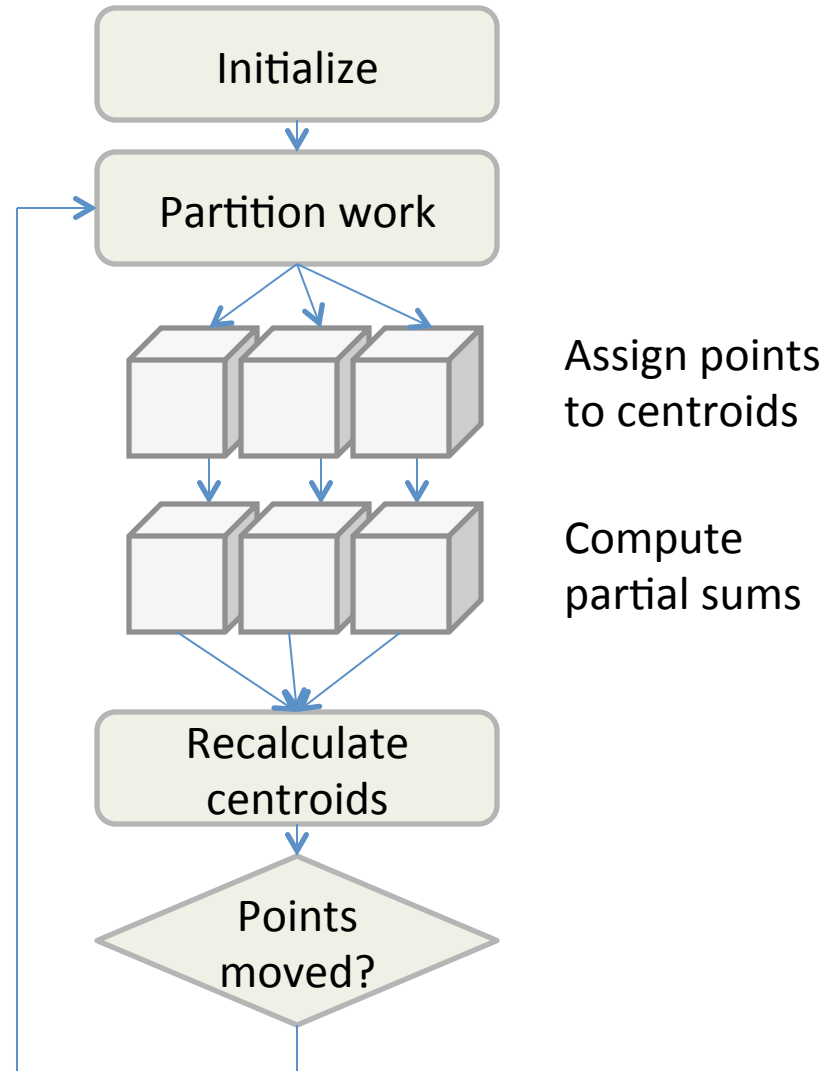 Initialize
Partition work
Assign points
to centroids
Compute
partial sums
Recalculate
centroids
Points
moved?